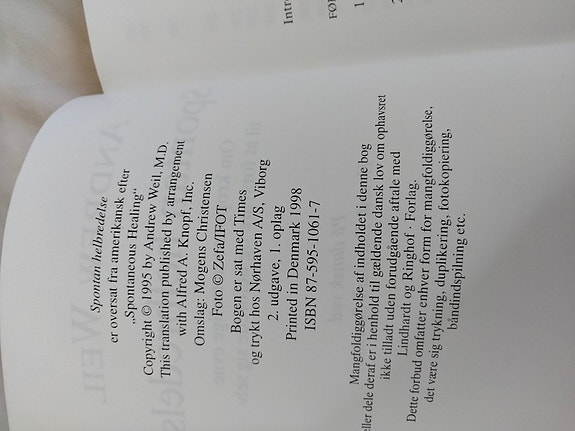 Spontan helbredelse
er oversat fra amerikansk efter
„Spontaneous Healing“
Copyright © 1995 by Andrew Weil, M.D.
This translation published by arrangement
with Alfred A. Knopf, Inc.
Omslag: Mogens Christensen
Foto © Zefa/IFOT
Bogen er sat med Times
og trykt hos Nørhaven A/S, Viborg
2. udgave, 1. oplag
Printed in Denmark 1998
ISBN 87-595-1061-7
Mangfoldiggørelse af indholdet i denne bog
eller dele deraf er i henhold til gældende dansk lov om ophavsret
ikke tilladt uden forudgående aftale med
Lindhardt og Ringhof · Forlag.
Dette forbud omfatter enhver form for mangfoldiggørelse,
det være sig trykning, duplikering, fotokopiering,
båndindspilning etc.
1